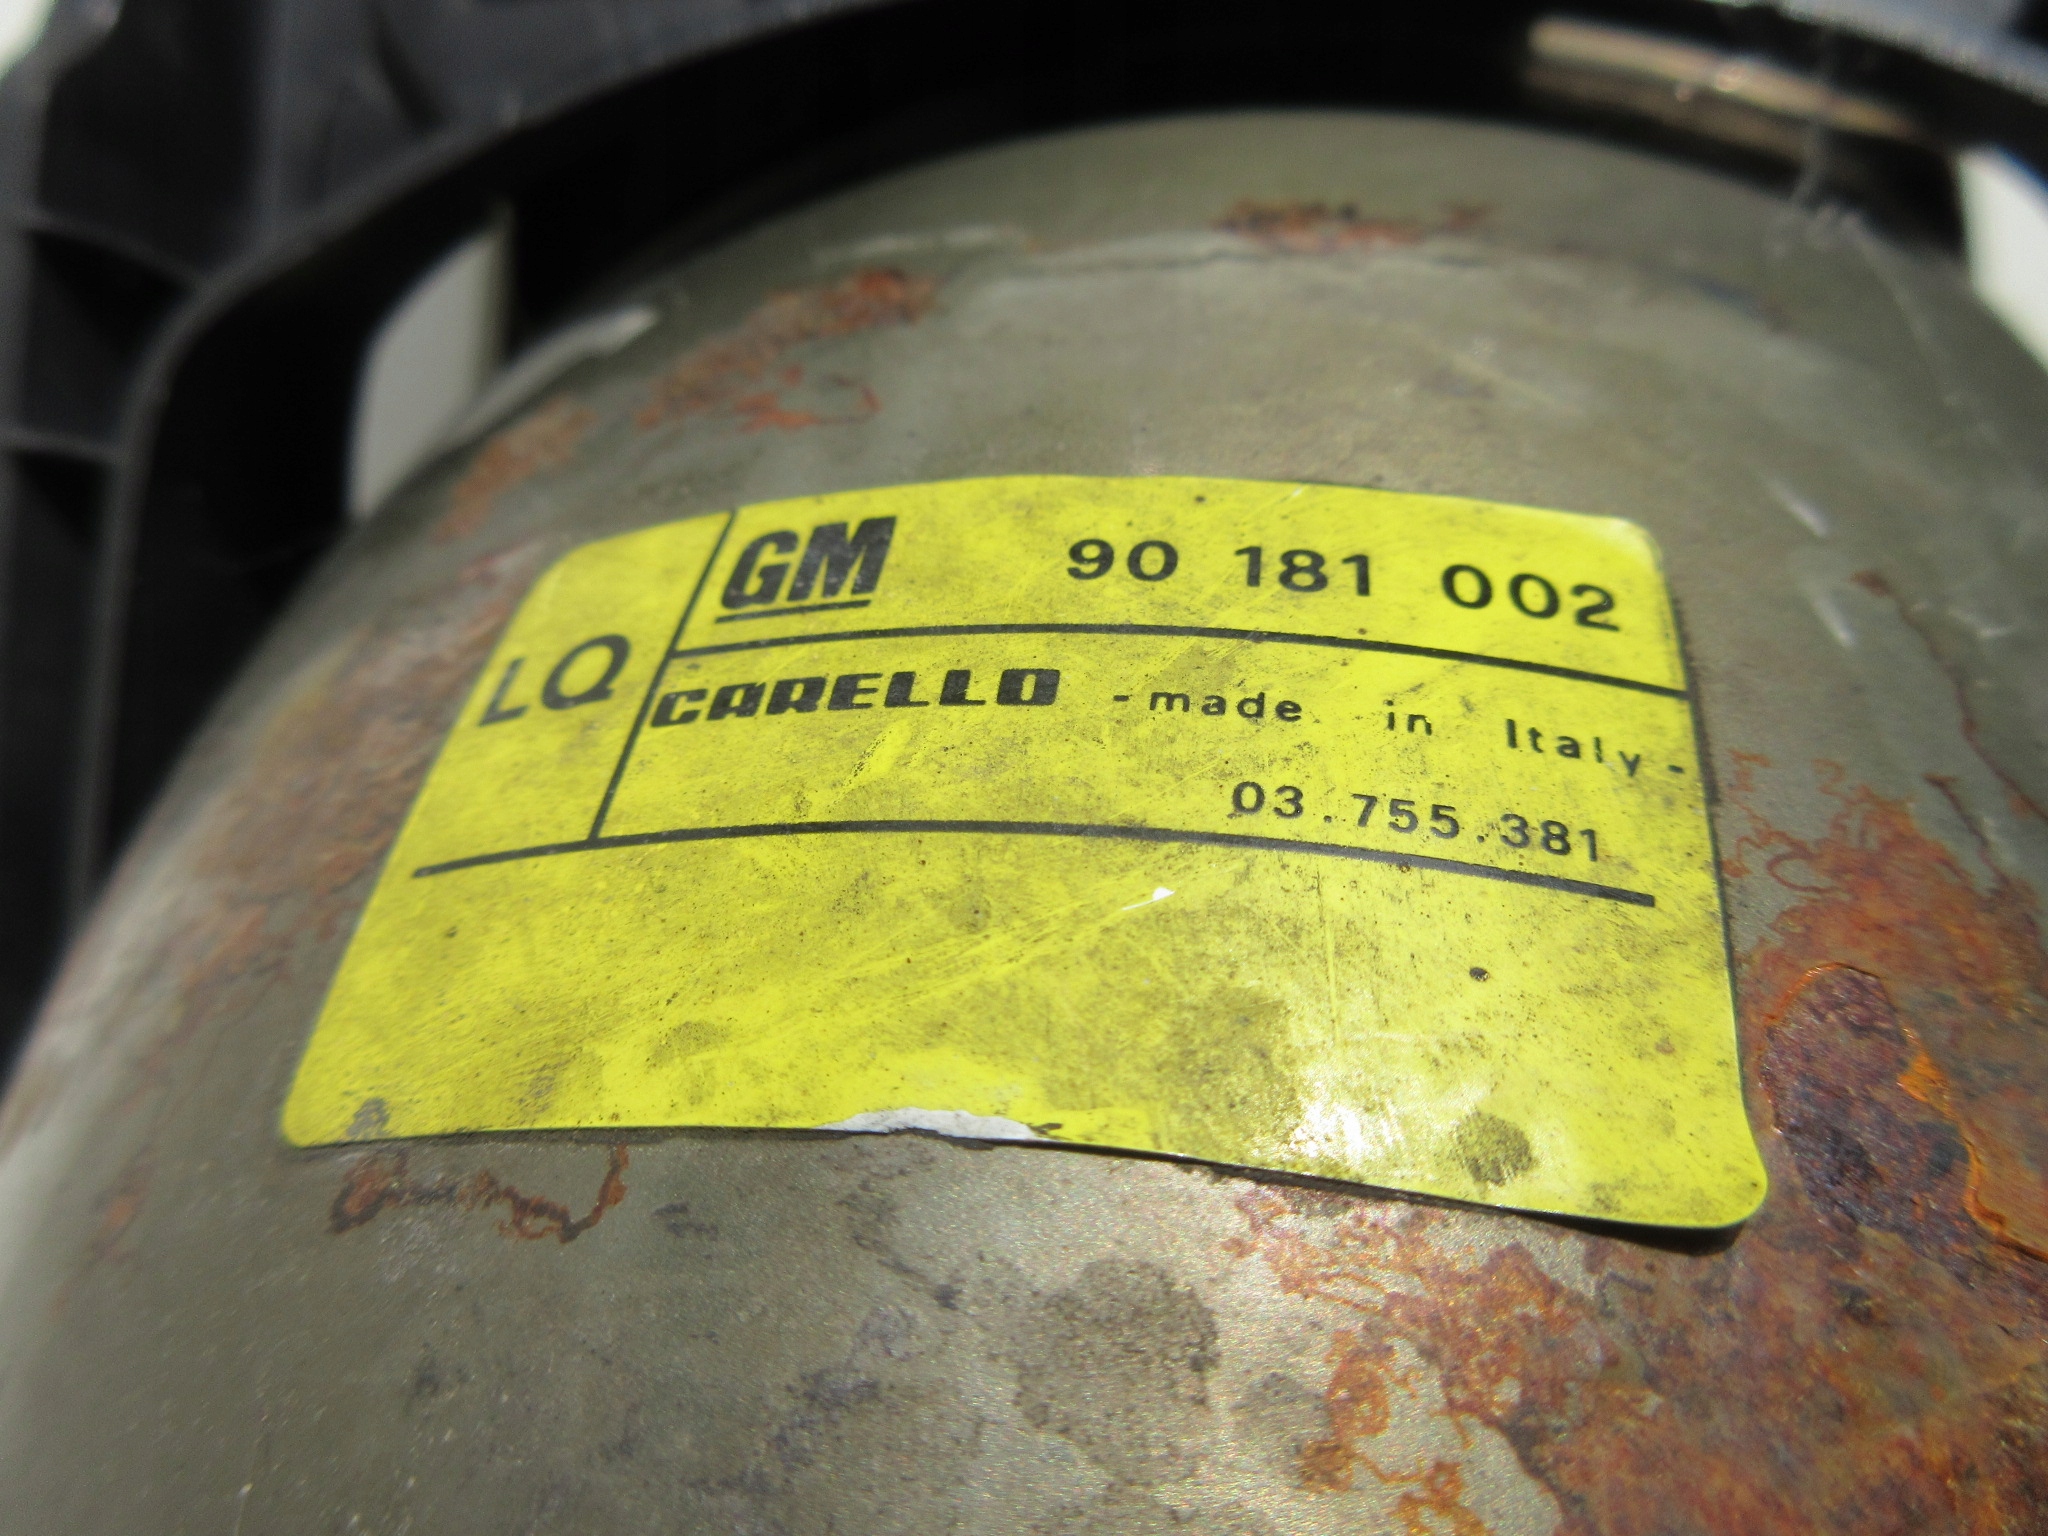 LQ
GM 90 181 002
CARELLO -made in Italy-
03.755.381